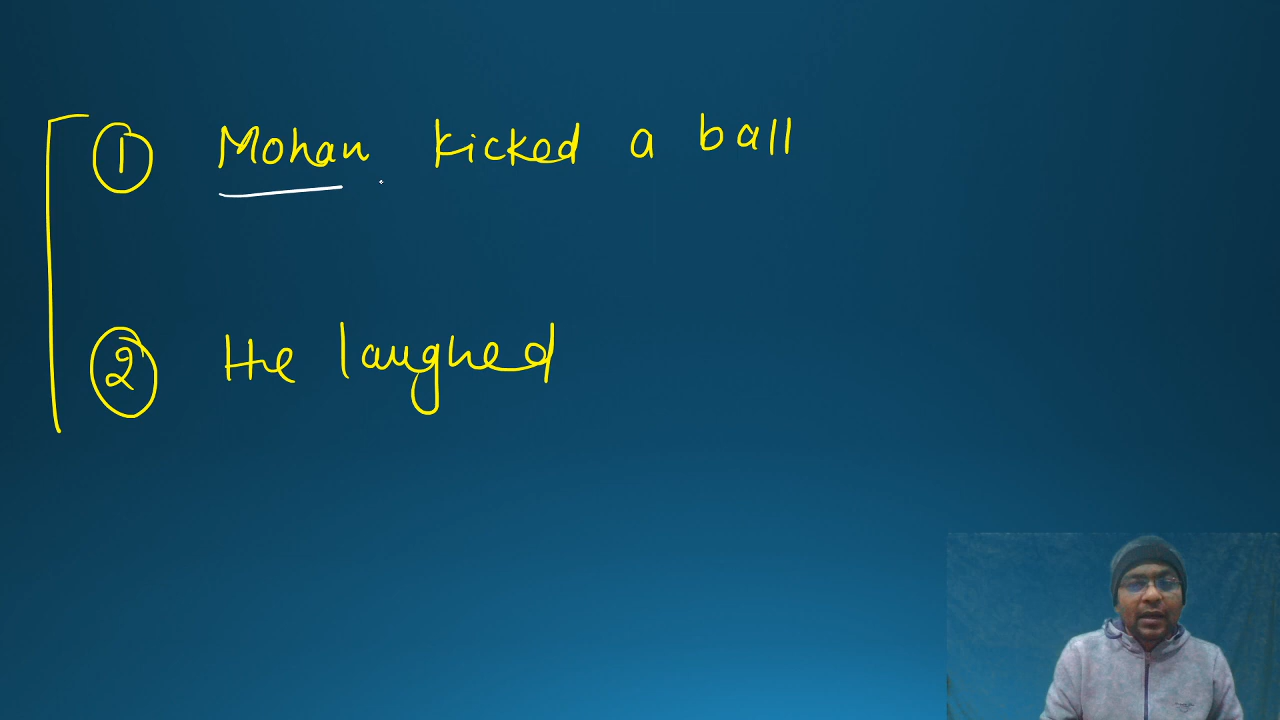 ① Mohan kicked a ball
② He laughed